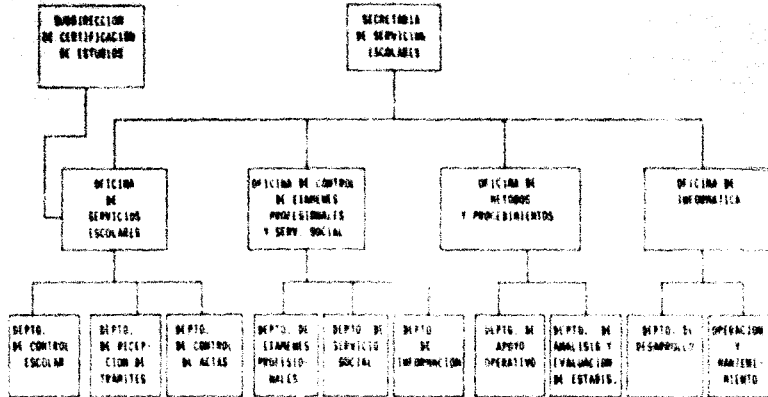 SUBDIRECCION
DE CERTIFICACION
DE ESTUDIOS
SECRETARIA
DE SERVICIOS
ESCOLARES
OFICINA
DE
SERVICIOS
ESCOLARES
OFICINA DE CONTROL
DE EXAMENES
PROFESIONALES
Y SERV. SOCIAL
OFICINA DE
METODOS
Y PROCEDIMIENTOS
OFICINA DE
INFORMATICA
DEPTO.
DE CONTROL
ESCOLAR
DEPTO.
DE RECEP-
CION DE
TRAMITES
DEPTO.
DE CONTROL
DE ACTAS
DEPTO. DE
EXAMENES
PROFESIO-
NALES
DEPTO DE
SERVICIO
SOCIAL
DEPTO
DE
INFORMACION
DEPTO. DE
APOYO
OPERATIVO
DEPTO. DE
ANALISIS Y
EVALUACION
DE ESTADIS.
DEPTO. DE
DESARROLLO
OPERACION
Y
MANTENI-
MIENTO